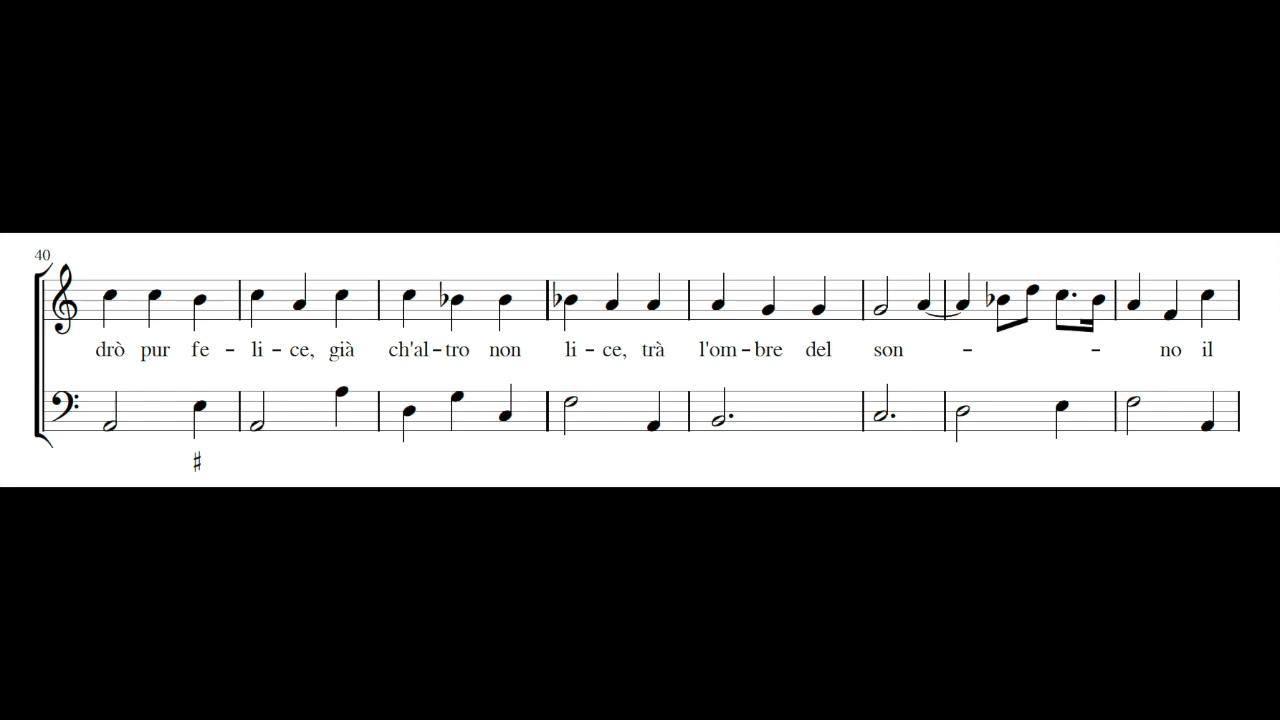 40
drò pur fe - li - ce, già ch'al - tro non li - ce, trà l'om - bre del son - - no il